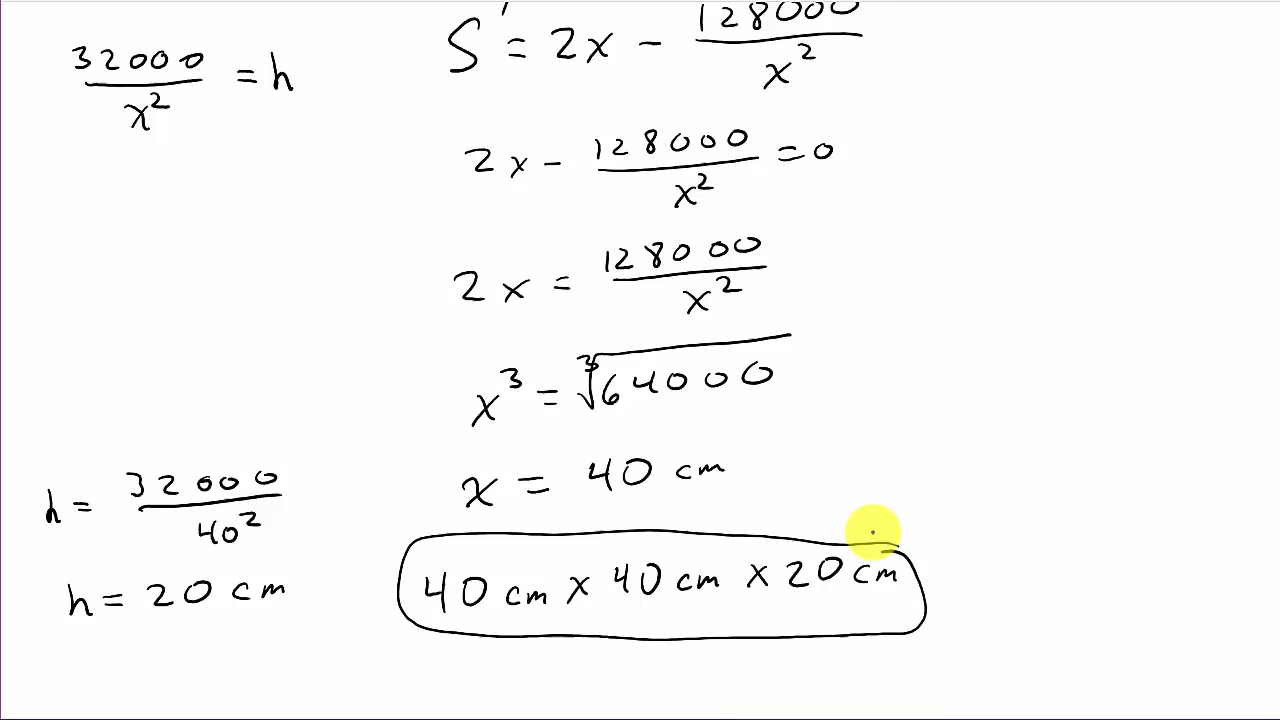 32000/x² = h
S' = 2x - 128000/x²
2x - 128000/x² = 0
2x = 128000/x²
x³ = ∛64000
x = 40 cm
h = 32000/40²
h = 20 cm
40 cm x 40 cm x 20 cm